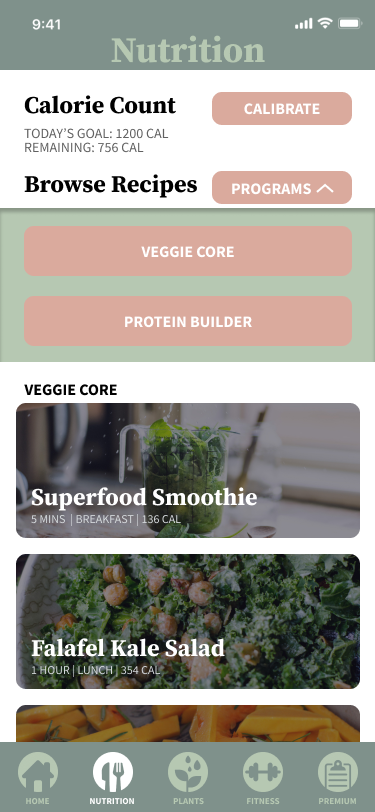 9:41
Nutrition
Calorie Count
CALIBRATE
TODAY'S GOAL: 1200 CAL
REMAINING: 756 CAL
Browse Recipes
PROGRAMS
VEGGIE CORE
PROTEIN BUILDER
VEGGIE CORE
Superfood Smoothie
5 MINS | BREAKFAST | 136 CAL
Falafel Kale Salad
1 HOUR | LUNCH | 354 CAL
HOME
NUTRITION
PLANTS
FITNESS
PREMIUM